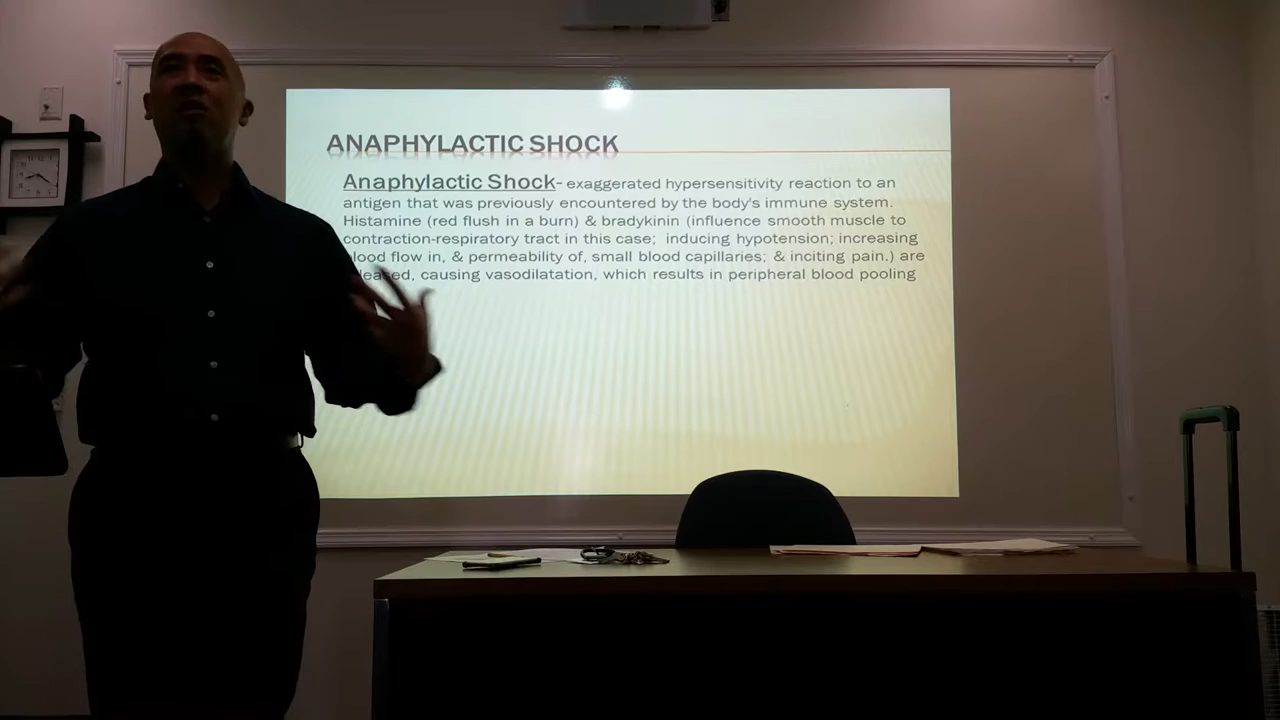 ANAPHYLACTIC SHOCK
Anaphylactic Shock- exaggerated hypersensitivity reaction to an
antigen that was previously encountered by the body's immune system.
Histamine (red flush in a burn) & bradykinin (influence smooth muscle to
contraction-respiratory tract in this case; inducing hypotension; increasing
flow in, & permeability of, small blood capillaries; & inciting pain.) are
causing vasodilatation, which results in peripheral blood pooling